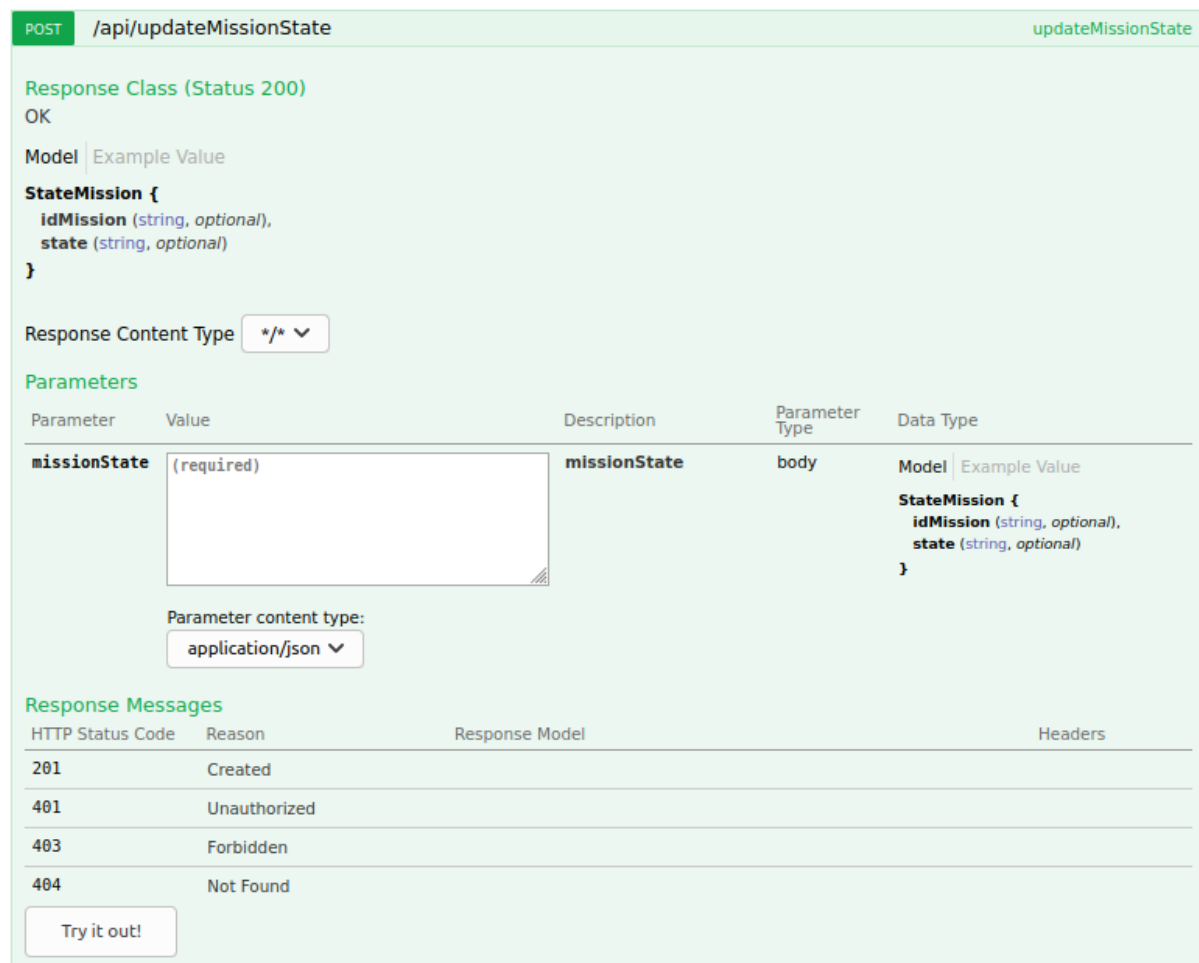 POST /api/updateMissionState updateMissionState
Response Class (Status 200)
OK
Model Example Value
StateMission {
idMission (string, optional),
state (string, optional)
}
Response Content Type */*
Parameters
Parameter Value Description Parameter Type Data Type
missionState (required) missionState body Model Example Value
StateMission {
idMission (string, optional),
state (string, optional)
}
Parameter content type:
application/json
Response Messages
HTTP Status Code Reason Response Model Headers
201 Created
401 Unauthorized
403 Forbidden
404 Not Found
Try it out!